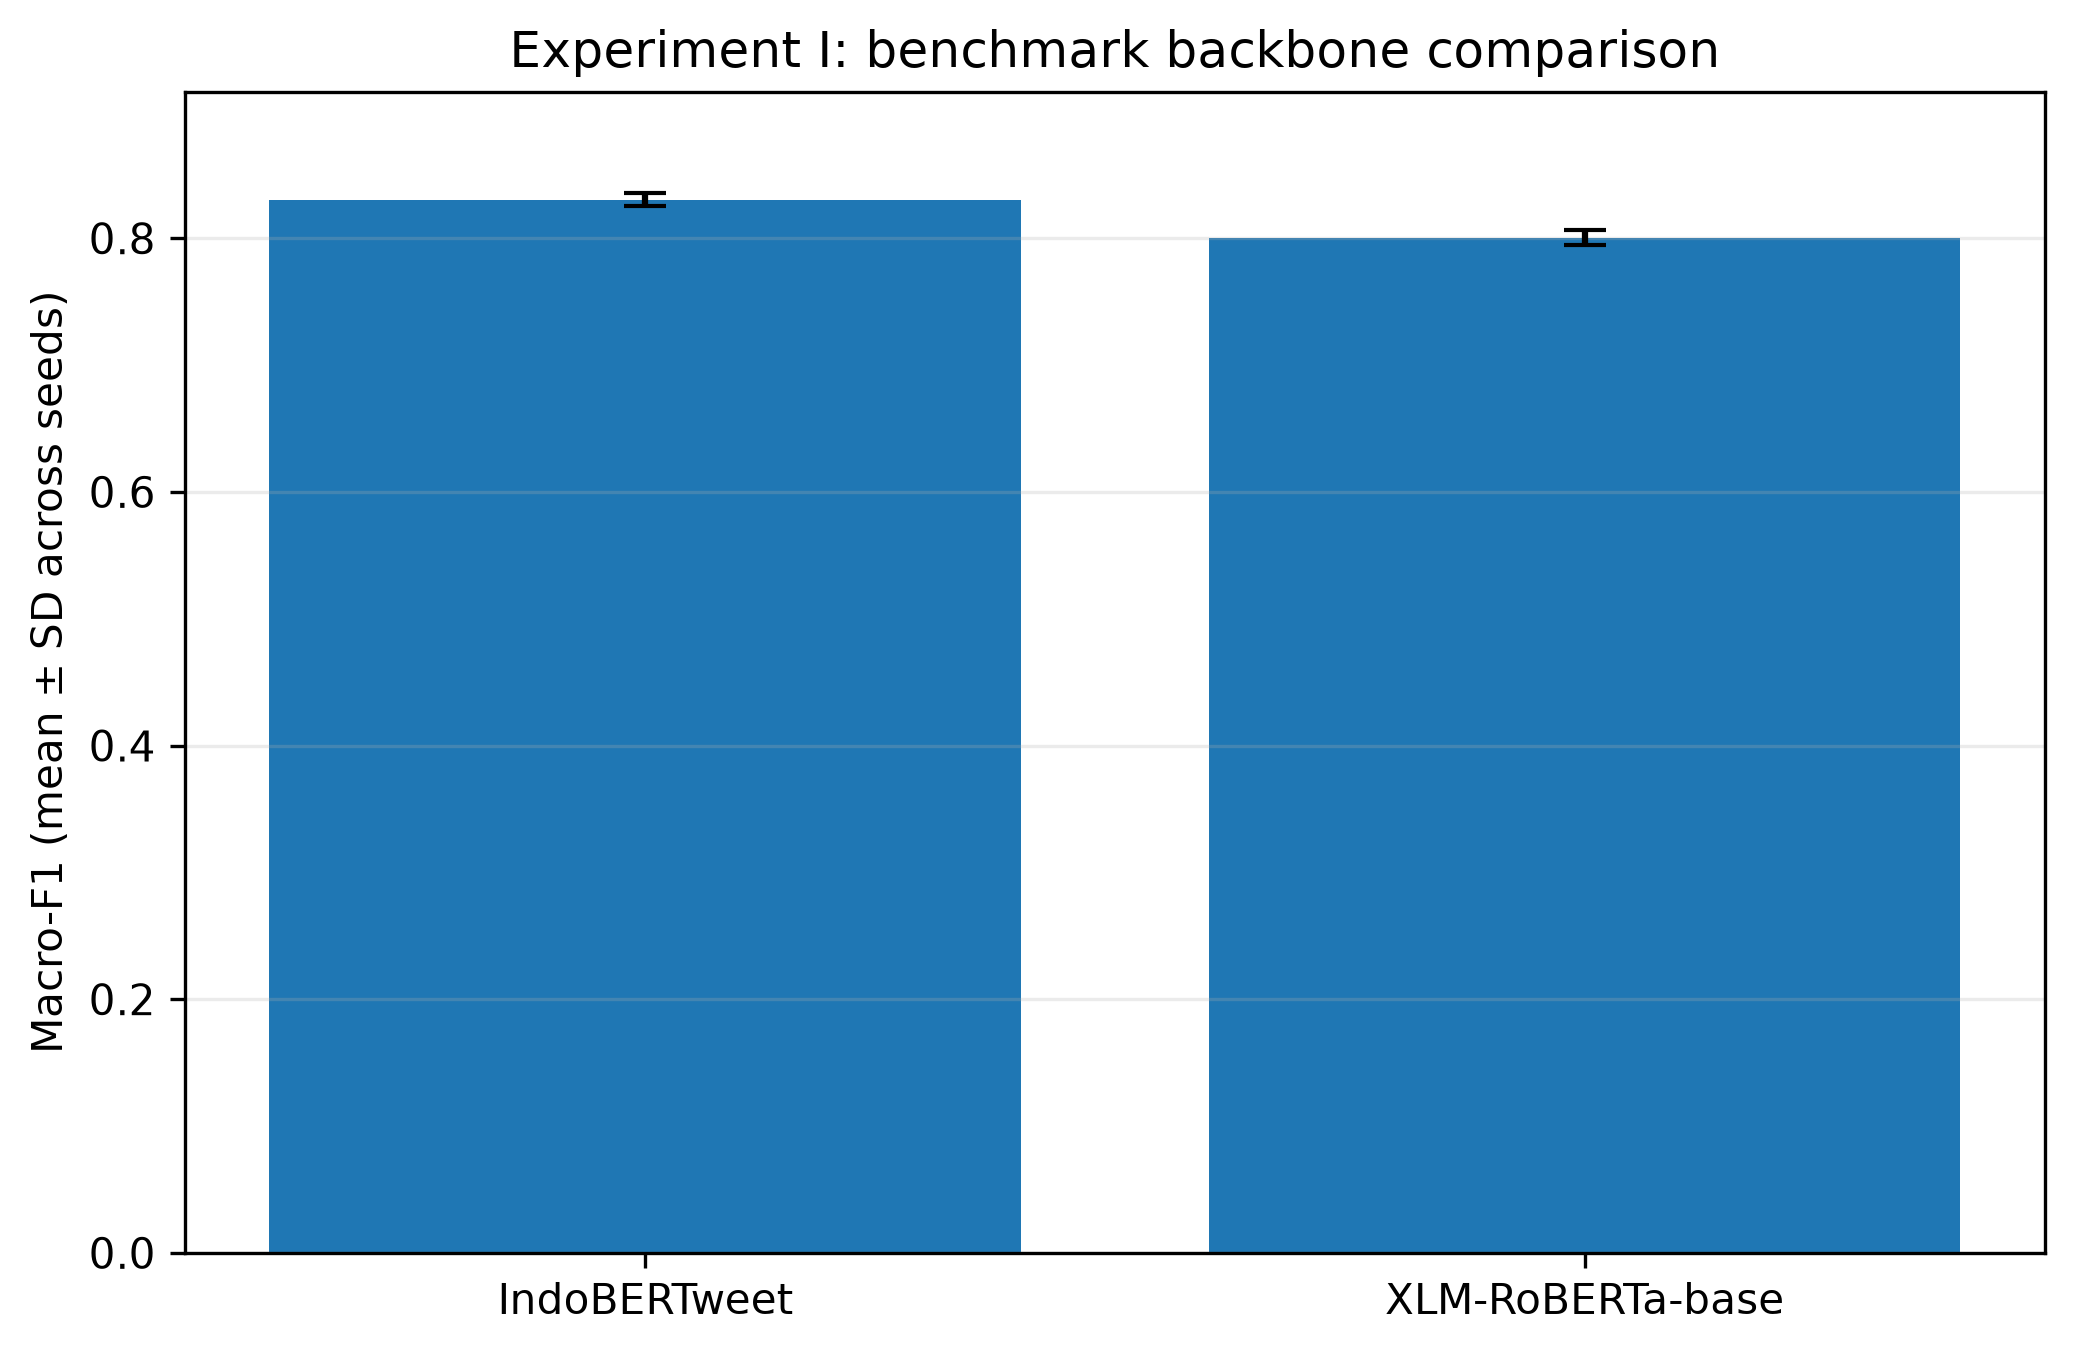 Experiment I: benchmark backbone comparison
Macro-F1 (mean ± SD across seeds)
0.8
0.6
0.4
0.2
0.0
IndoBERTweet
XLM-RoBERTa-base